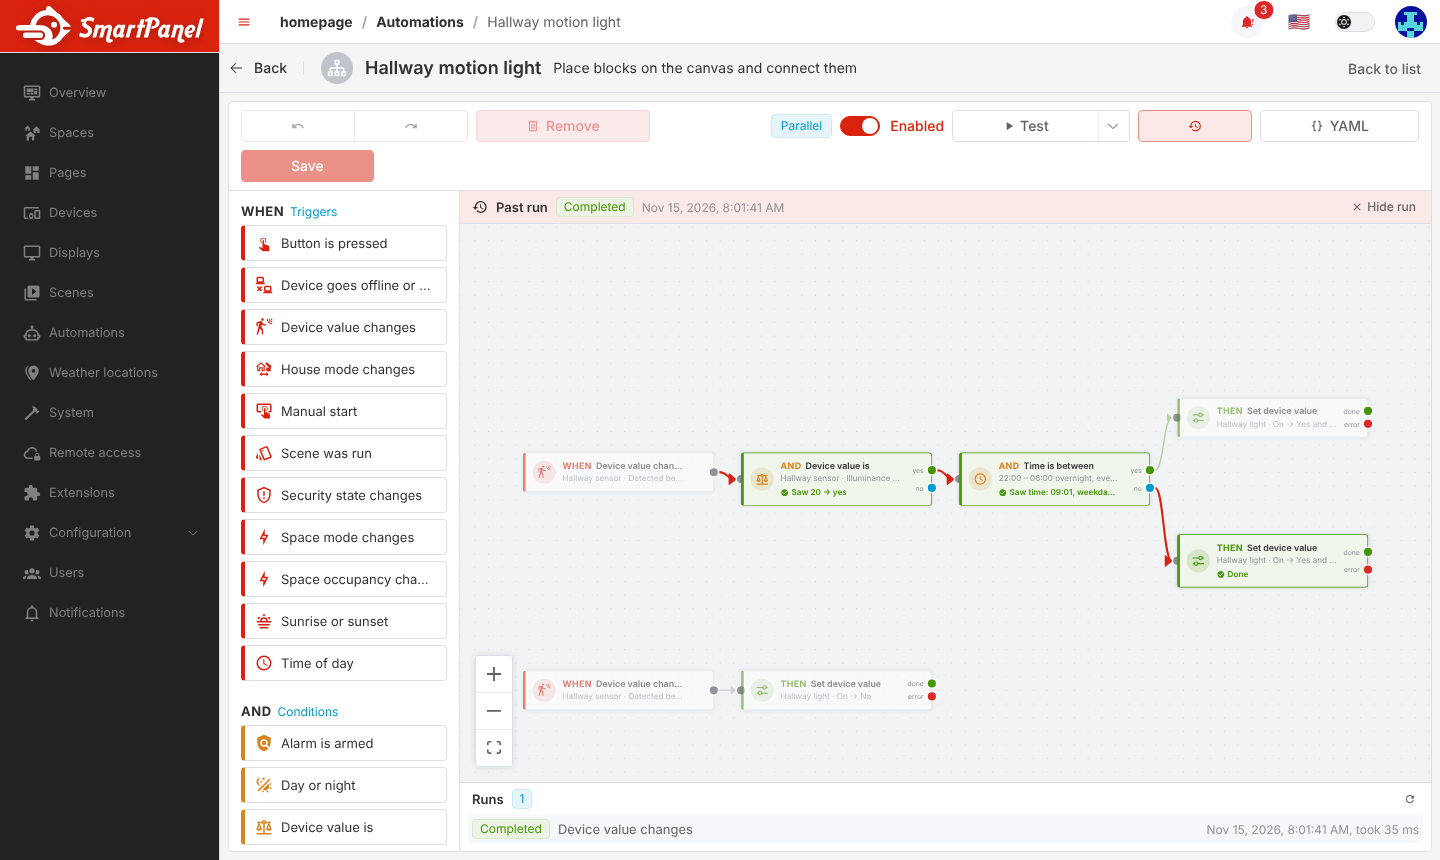 SmartPanel
homepage / Automations / Hallway motion light
3
Back
Hallway motion light
Place blocks on the canvas and connect them
Back to list
Overview
Spaces
Pages
Devices
Displays
Scenes
Automations
Weather locations
System
Remote access
Extensions
Configuration
Users
Notifications
Remove
Parallel
Enabled
Test
{} YAML
Save
WHEN Triggers
Button is pressed
Device goes offline or ...
Device value changes
House mode changes
Manual start
Scene was run
Security state changes
Space mode changes
Space occupancy cha...
Sunrise or sunset
Time of day
AND Conditions
Alarm is armed
Day or night
Device value is
Past run
Completed
Nov 15, 2026, 8:01:41 AM
Hide run
WHEN Device value chan...
Hallway sensor · Detected be...
AND Device value is
Hallway sensor · Illuminance ...
Saw 20 → yes
yes
no
AND Time is between
22:00 – 06:00 overnight, eve...
Saw time: 09:01, weekda...
yes
no
THEN Set device value
Hallway light · On → Yes and ...
done
error
THEN Set device value
Hallway light · On → Yes and ...
Done
done
error
WHEN Device value chan...
Hallway sensor · Detected be...
THEN Set device value
Hallway light · On → No
done
error
Runs 1
Completed
Device value changes
Nov 15, 2026, 8:01:41 AM, took 35 ms